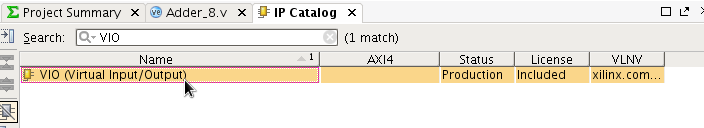 Project Summary Adder_8.v IP Catalog
Search: VIO (1 match)
Name 1 AXI4 Status License VLNV
VIO (Virtual Input/Output) Production Included xilinx.com...